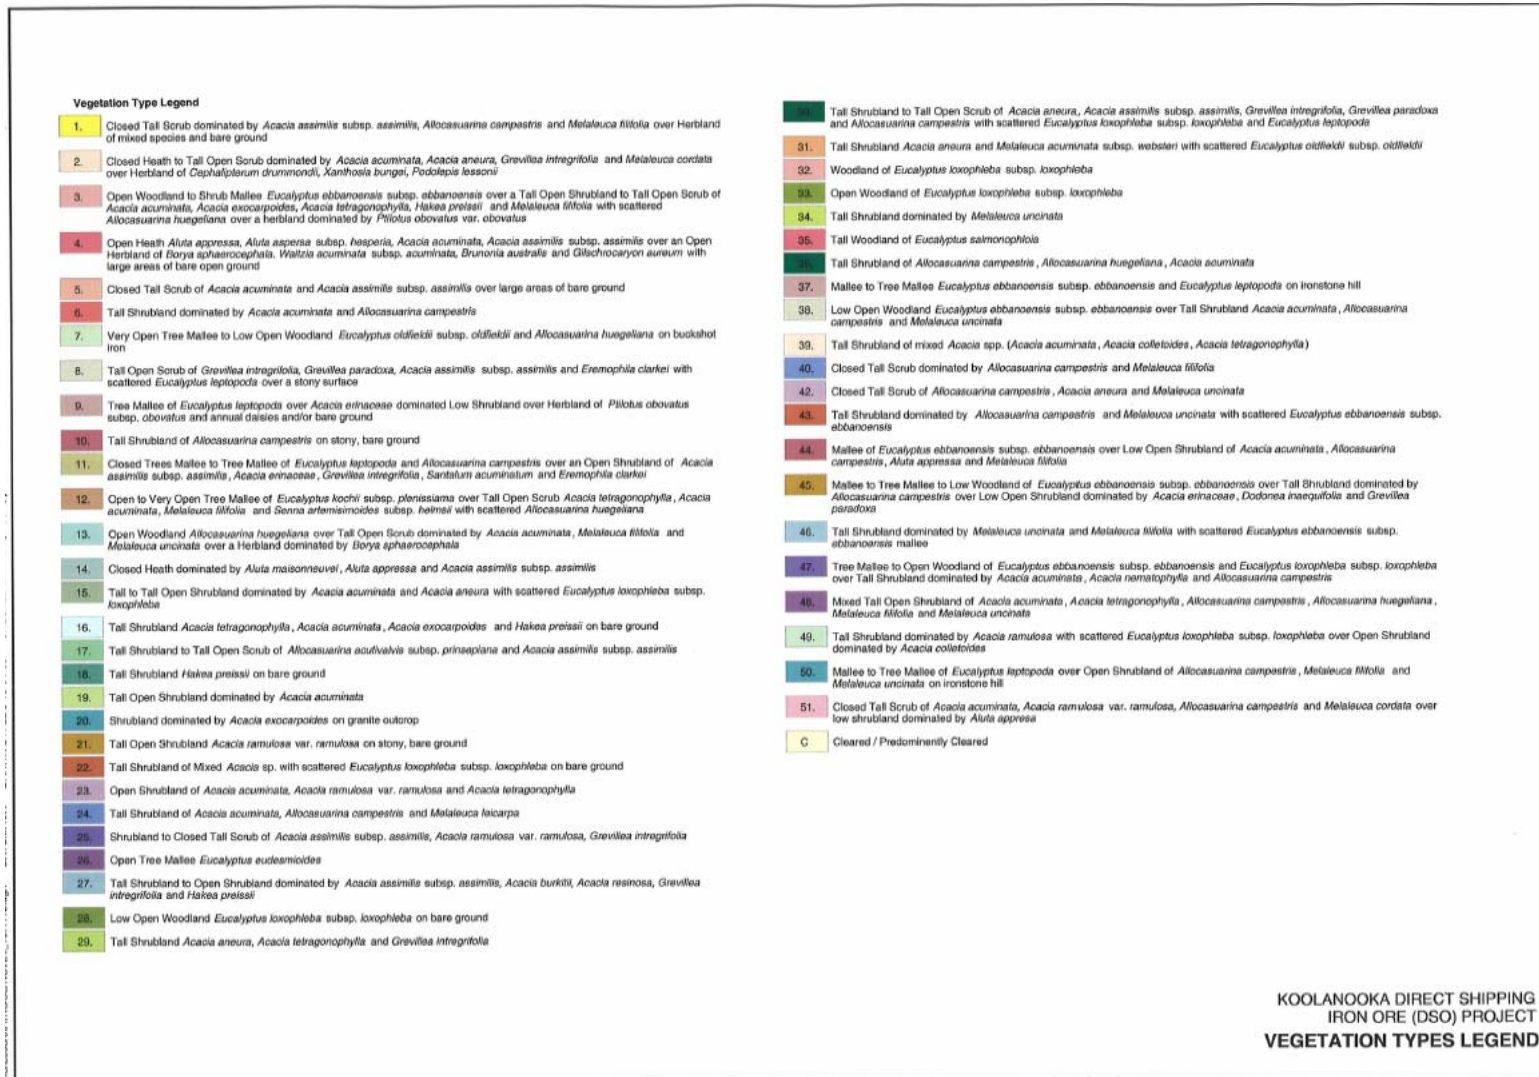 Vegetation Type Legend
1. Closed Tall Scrub dominated by Acacia assimilis subsp. assimilis, Allocasuarina campestris and Melaleuca filifolia over Herbland
of mixed species and bare ground
2. Closed Heath to Tall Open Scrub dominated by Acacia acuminata, Acacia aneura, Grevillea intregrifolia and Melaleuca cordata
over Herbland of Cephalipterum drummondii, Xanthosia bungei, Podolepis lessonii
3. Open Woodland to Shrub Mallee Eucalyptus ebbanoensis subsp. ebbanoensis over a Tall Open Shrubland to Tall Open Scrub of
Acacia acuminata, Acacia exocarpoides, Acacia tetragonophylla, Hakea preissii and Melaleuca filifolia with scattered
Allocasuarina huegeliana over a herbland dominated by Ptilotus obovatus var. obovatus
4. Open Heath Aluta appressa, Aluta aspersa subsp. hesperia, Acacia acuminata, Acacia assimilis subsp. assimilis over an Open
Herbland of Borya sphaerocephala, Waitzia acuminata subsp. acuminata, Brunonia australis and Gilschrocaryon aureum with
large areas of bare open ground
5. Closed Tall Scrub of Acacia acuminata and Acacia assimilis subsp. assimilis over large areas of bare ground
6. Tall Shrubland dominated by Acacia acuminata and Allocasuarina campestris
7. Very Open Tree Mallee to Low Open Woodland Eucalyptus oldfieldii subsp. oldfieldii and Allocasuarina huegeliana on buckshot
iron
8. Tall Open Scrub of Grevillea intregrifolia, Grevillea paradoxa, Acacia assimilis subsp. assimilis and Eremophila clarkei with
scattered Eucalyptus leptopoda over a stony surface
9. Tree Mallee of Eucalyptus leptopoda over Acacia erinaceae dominated Low Shrubland over Herbland of Ptilotus obovatus
subsp. obovatus and annual daisies and/or bare ground
10. Tall Shrubland of Allocasuarina campestris on stony, bare ground
11. Closed Trees Mallee to Tree Mallee of Eucalyptus leptopoda and Allocasuarina campestris over an Open Shrubland of Acacia
assimilis subsp. assimilis, Acacia erinaceae, Grevillea intregrifolia, Santalum acuminatum and Eremophila clarkei
12. Open to Very Open Tree Mallee of Eucalyptus kochii subsp. plenissiama over Tall Open Scrub Acacia tetragonophylla, Acacia
acuminata, Melaleuca filifolia and Senna artemisimoides subsp. helmsii with scattered Allocasuarina huegeliana
13. Open Woodland Allocasuarina huegeliana over Tall Open Scrub dominated by Acacia acuminata, Melaleuca filifolia and
Melaleuca uncinata over a Herbland dominated by Borya sphaerocephala
14. Closed Heath dominated by Aluta maisonneuvei, Aluta appressa and Acacia assimilis subsp. assimilis
15. Tall to Tall Open Shrubland dominated by Acacia acuminata and Acacia aneura with scattered Eucalyptus loxophleba subsp.
loxophleba
16. Tall Shrubland Acacia tetragonophylla, Acacia acuminata, Acacia exocarpoides and Hakea preissii on bare ground
17. Tall Shrubland to Tall Open Scrub of Allocasuarina acutivalvis subsp. prinsepiana and Acacia assimilis subsp. assimilis
18. Tall Shrubland Hakea preissii on bare ground
19. Tall Open Shrubland dominated by Acacia acuminata
20. Shrubland dominated by Acacia exocarpoides on granite outcrop
21. Tall Open Shrubland Acacia ramulosa var. ramulosa on stony, bare ground
22. Tall Shrubland of Mixed Acacia sp. with scattered Eucalyptus loxophleba subsp. loxophleba on bare ground
23. Open Shrubland of Acacia acuminata, Acacia ramulosa var. ramulosa and Acacia tetragonophylla
24. Tall Shrubland of Acacia acuminata, Allocasuarina campestris and Melaleuca leicarpa
25. Shrubland to Closed Tall Scrub of Acacia assimilis subsp. assimilis, Acacia ramulosa var. ramulosa, Grevillea intregrifolia
26. Open Tree Mallee Eucalyptus eudesmioides
27. Tall Shrubland to Open Shrubland dominated by Acacia assimilis subsp. assimilis, Acacia burkitii, Acacia resinosa, Grevillea
intregrifolia and Hakea preissii
28. Low Open Woodland Eucalyptus loxophleba subsp. loxophleba on bare ground
29. Tall Shrubland Acacia aneura, Acacia tetragonophylla and Grevillea intregrifolia
30. Tall Shrubland to Tall Open Scrub of Acacia aneura, Acacia assimilis subsp. assimilis, Grevillea intregrifolia, Grevillea paradoxa
and Allocasuarina campestris with scattered Eucalyptus loxophleba subsp. loxophleba and Eucalyptus leptopoda
31. Tall Shrubland Acacia aneura and Melaleuca acuminata subsp. websteri with scattered Eucalyptus oldfieldii subsp. oldfieldii
32. Woodland of Eucalyptus loxophleba subsp. loxophleba
33. Open Woodland of Eucalyptus loxophleba subsp. loxophleba
34. Tall Shrubland dominated by Melaleuca uncinata
35. Tall Woodland of Eucalyptus salmonophloia
36. Tall Shrubland of Allocasuarina campestris, Allocasuarina huegeliana, Acacia acuminata
37. Mallee to Tree Mallee Eucalyptus ebbanoensis subsp. ebbanoensis and Eucalyptus leptopoda on ironstone hill
38. Low Open Woodland Eucalyptus ebbanoensis subsp. ebbanoensis over Tall Shrubland Acacia acuminata, Allocasuarina
campestris and Melaleuca uncinata
39. Tall Shrubland of mixed Acacia spp. (Acacia acuminata, Acacia colletoides, Acacia tetragonophylla)
40. Closed Tall Scrub dominated by Allocasuarina campestris and Melaleuca filifolia
42. Closed Tall Scrub of Allocasuarina campestris, Acacia aneura and Melaleuca uncinata
43. Tall Shrubland dominated by Allocasuarina campestris and Melaleuca uncinata with scattered Eucalyptus ebbanoensis subsp.
ebbanoensis
44. Mallee of Eucalyptus ebbanoensis subsp. ebbanoensis over Low Open Shrubland of Acacia acuminata, Allocasuarina
campestris, Aluta appressa and Melaleuca filifolia
45. Mallee to Tree Mallee to Low Woodland of Eucalyptus ebbanoensis subsp. ebbanoensis over Tall Shrubland dominated by
Allocasuarina campestris over Low Open Shrubland dominated by Acacia erinaceae, Dodonea inaequifolia and Grevillea
paradoxa
46. Tall Shrubland dominated by Melaleuca uncinata and Melaleuca filifolia with scattered Eucalyptus ebbanoensis subsp.
ebbanoensis mallee
47. Tree Mallee to Open Woodland of Eucalyptus ebbanoensis subsp. ebbanoensis and Eucalyptus loxophleba subsp. loxophleba
over Tall Shrubland dominated by Acacia acuminata, Acacia nematophylla and Allocasuarina campestris
48. Mixed Tall Open Shrubland of Acacia acuminata, Acacia tetragonophylla, Allocasuarina campestris, Allocasuarina huegeliana,
Melaleuca filifolia and Melaleuca uncinata
49. Tall Shrubland dominated by Acacia ramulosa with scattered Eucalyptus loxophleba subsp. loxophleba over Open Shrubland
dominated by Acacia colletoides
50. Mallee to Tree Mallee of Eucalyptus leptopoda over Open Shrubland of Allocasuarina campestris, Melaleuca filifolia and
Melaleuca uncinata on ironstone hill
51. Closed Tall Scrub of Acacia acuminata, Acacia ramulosa var. ramulosa, Allocasuarina campestris and Melaleuca cordata over
low shrubland dominated by Aluta appresa
C Cleared / Predominently Cleared
KOOLANOOKA DIRECT SHIPPING
IRON ORE (DSO) PROJECT
VEGETATION TYPES LEGEND